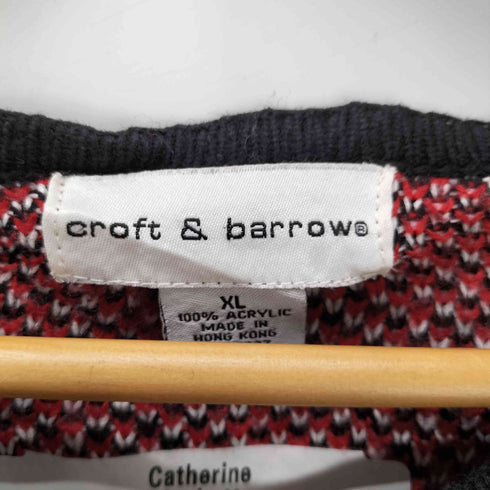 croft & barrow®
XL
100% ACRYLIC
MADE IN
HONG KONG
Catherine